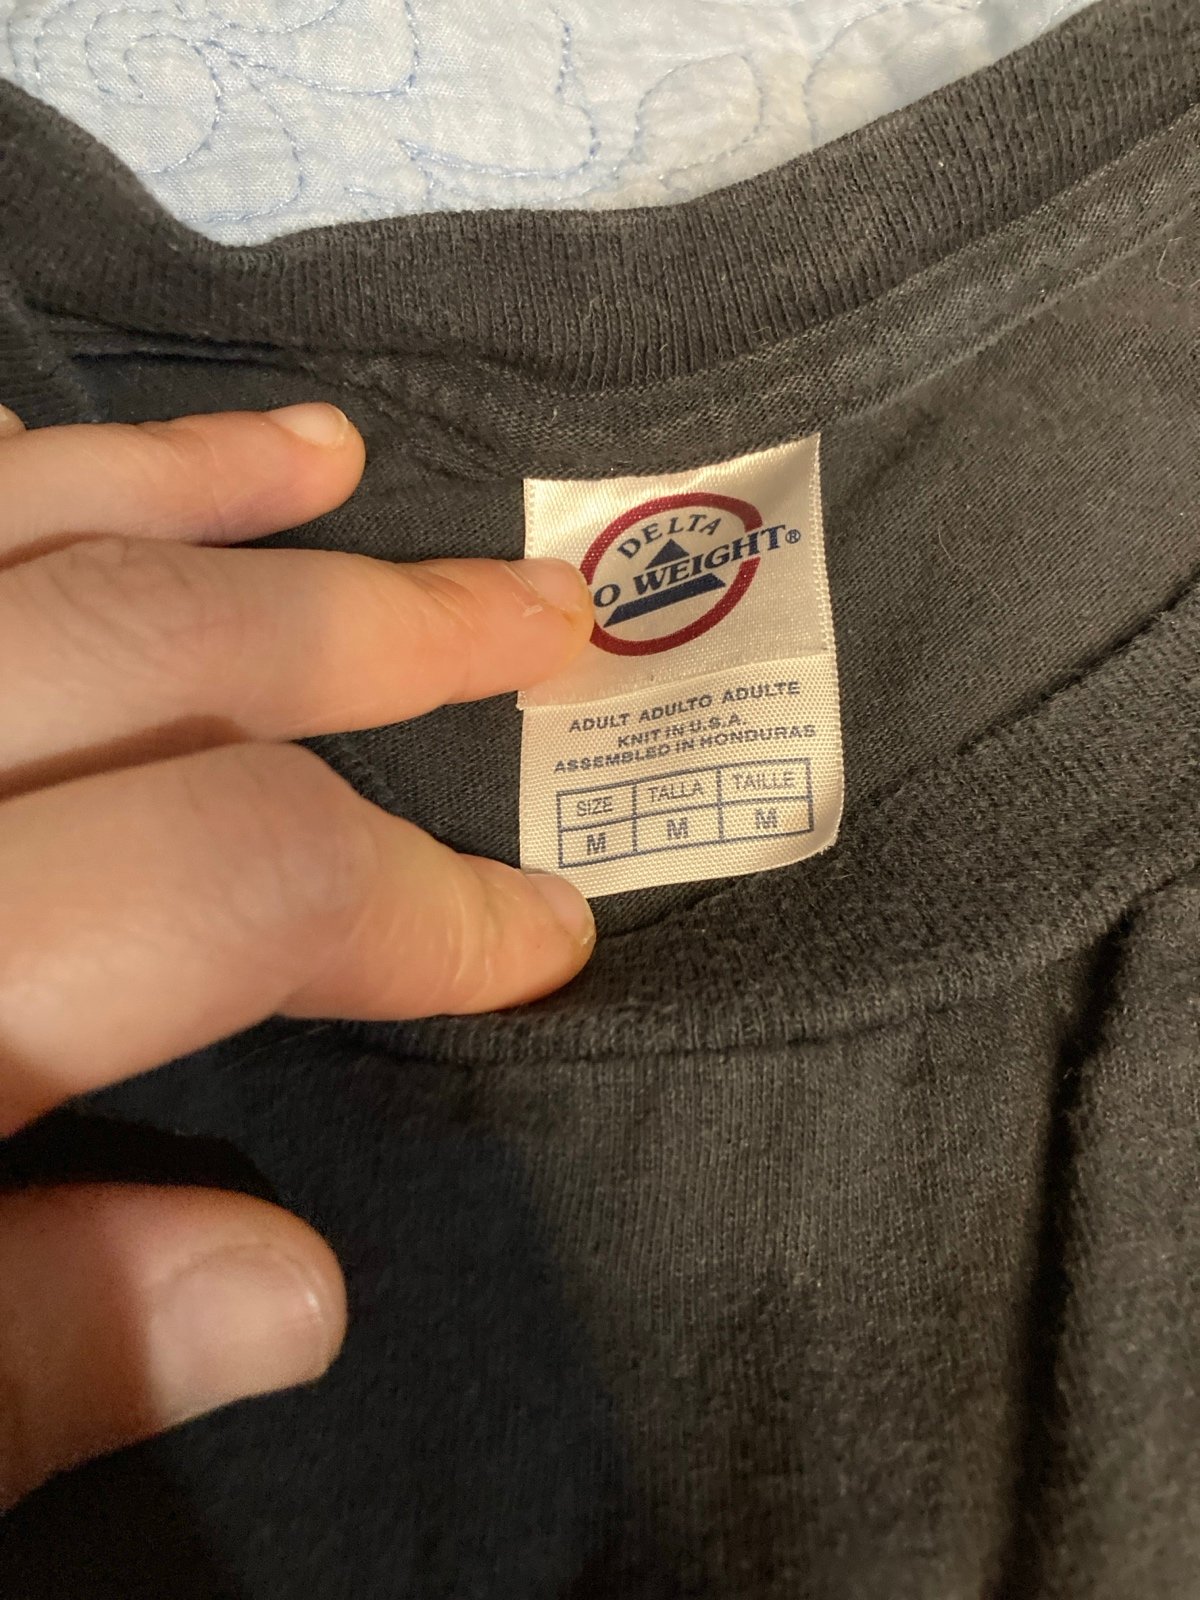 DELTA
O WEIGHT®
ADULT ADULTO ADULTE
KNIT IN U.S.A.
ASSEMBLED IN HONDURAS
SIZE TALLA TAILLE
M M M